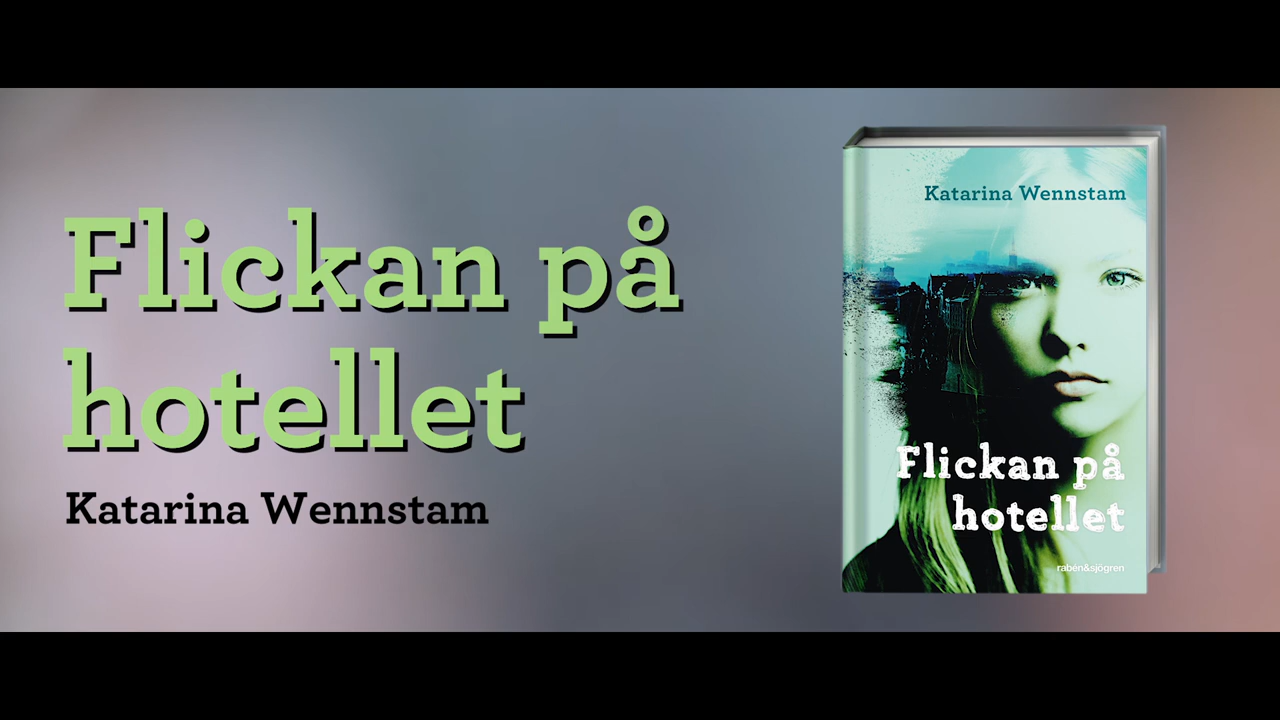 Flickan på
hotellet
Katarina Wennstam
Katarina Wennstam
Flickan på
hotellet
rabén&sjögren